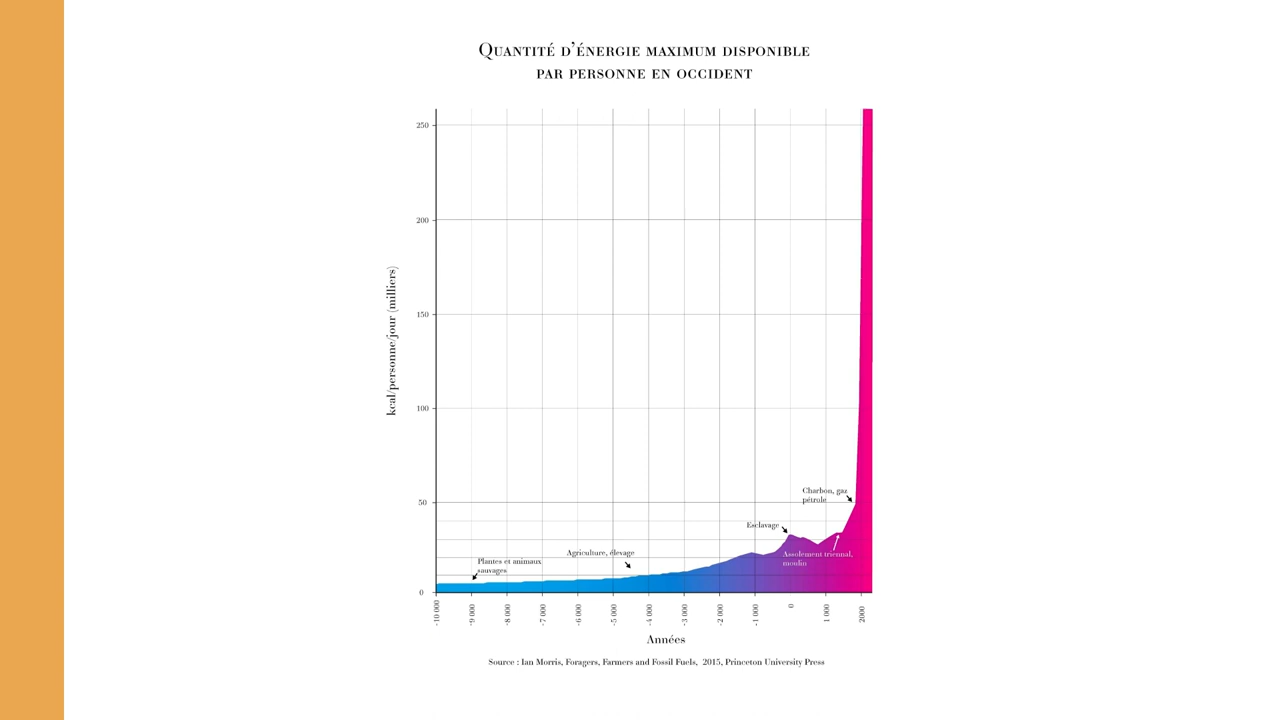 Quantité d’énergie maximum disponible
par personne en occident
250
200
150
100
50
0
kcal/personne/jour (milliers)
Charbon, gaz
pétrole
Esclavage
Assolement triennal,
moulin
Agriculture, élevage
Plantes et animaux
sauvages
-10 000
-9 000
-8 000
-7 000
-6 000
-5 000
-4 000
-3 000
-2 000
-1 000
0
1 000
2000
Années
Source : Ian Morris, Foragers, Farmers and Fossil Fuels, 2015, Princeton University Press